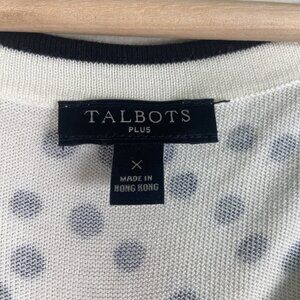 TALBOTS
PLUS
X
MADE IN
HONG KONG